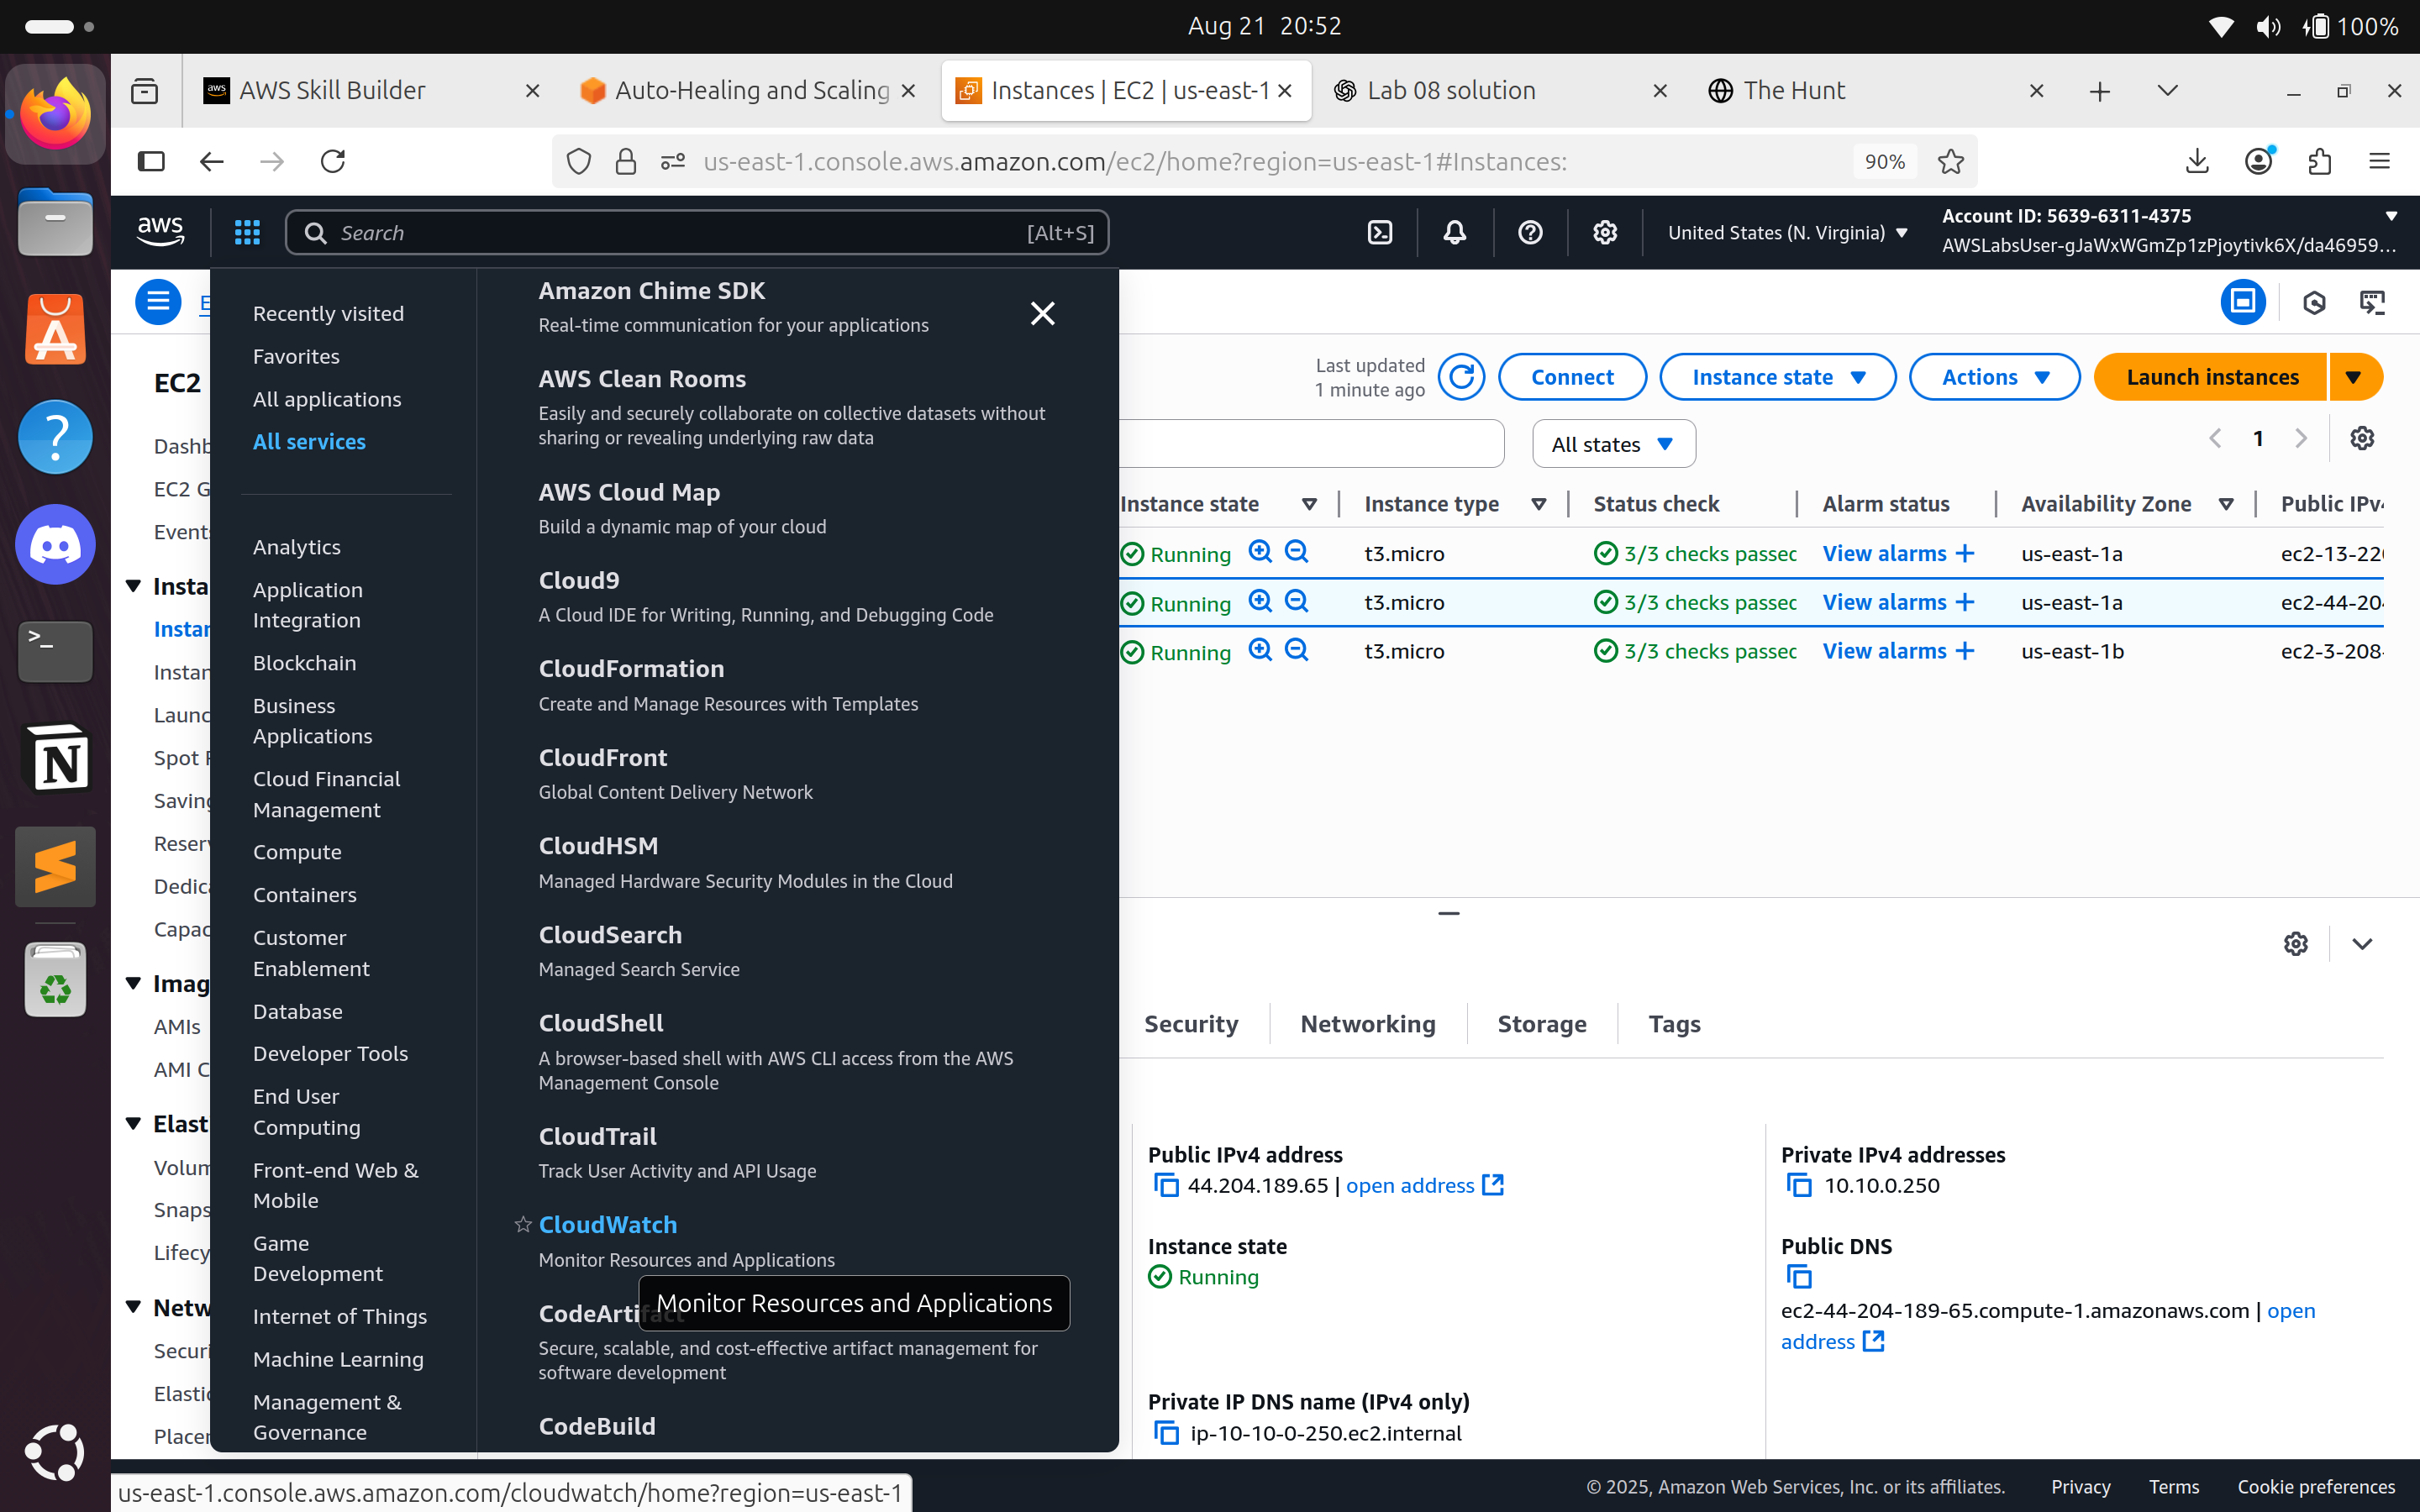 Aug 21 20:52
100%
AWS Skill Builder
Auto-Healing and Scaling
Instances | EC2 | us-east-1
Lab 08 solution
The Hunt
us-east-1.console.aws.amazon.com/ec2/home?region=us-east-1#Instances:
90%
aws
Search
[Alt+S]
United States (N. Virginia)
Account ID: 5639-6311-4375
AWSLabsUser-gJaWxWGmZp1zPjoytivk6X/da46959...
Recently visited
Favorites
All applications
All services
Analytics
Application
Integration
Blockchain
Business
Applications
Cloud Financial
Management
Compute
Containers
Customer
Enablement
Database
Developer Tools
End User
Computing
Front-end Web &
Mobile
Game
Development
Internet of Things
Machine Learning
Management &
Governance
Amazon Chime SDK
Real-time communication for your applications
AWS Clean Rooms
Easily and securely collaborate on collective datasets without
sharing or revealing underlying raw data
AWS Cloud Map
Build a dynamic map of your cloud
Cloud9
A Cloud IDE for Writing, Running, and Debugging Code
CloudFormation
Create and Manage Resources with Templates
CloudFront
Global Content Delivery Network
CloudHSM
Managed Hardware Security Modules in the Cloud
CloudSearch
Managed Search Service
CloudShell
A browser-based shell with AWS CLI access from the AWS
Management Console
CloudTrail
Track User Activity and API Usage
CloudWatch
Monitor Resources and Applications
Monitor Resources and Applications
CodeArtifact
Secure, scalable, and cost-effective artifact management for
software development
CodeBuild
EC2
Dashb
EC2 G
Event
Insta
Instar
Instar
Launc
Spot
Saving
Reserv
Dedic
Capac
Imag
AMIs
AMI C
Elast
Volum
Snaps
Lifecy
Netw
Securi
Elastic
Placer
Last updated
1 minute ago
Connect
Instance state
Actions
Launch instances
All states
1
Instance state Instance type Status check Alarm status Availability Zone Public IPv4
Running t3.micro 3/3 checks passec View alarms + us-east-1a ec2-13-220
Running t3.micro 3/3 checks passec View alarms + us-east-1a ec2-44-204
Running t3.micro 3/3 checks passec View alarms + us-east-1b ec2-3-208-
Security
Networking
Storage
Tags
Public IPv4 address
44.204.189.65 | open address
Instance state
Running
Private IP DNS name (IPv4 only)
ip-10-10-0-250.ec2.internal
Private IPv4 addresses
10.10.0.250
Public DNS
ec2-44-204-189-65.compute-1.amazonaws.com | open
address
us-east-1.console.aws.amazon.com/cloudwatch/home?region=us-east-1
© 2025, Amazon Web Services, Inc. or its affiliates.
Privacy
Terms
Cookie preferences